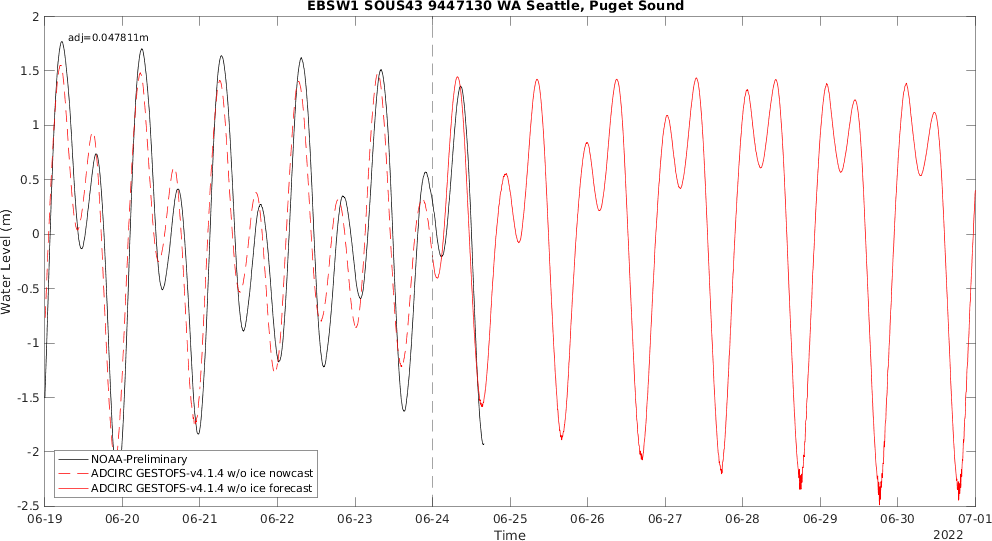 EBSW1 SOUS43 9447130 WA Seattle, Puget Sound
adj=0.047811m
2
1.5
1
0.5
0
-0.5
-1
-1.5
-2
-2.5
Water Level (m)
NOAA-Preliminary
ADCIRC GESTOFS-v4.1.4 w/o ice nowcast
ADCIRC GESTOFS-v4.1.4 w/o ice forecast
06-19 06-20 06-21 06-22 06-23 06-24 06-25 06-26 06-27 06-28 06-29 06-30 07-01
Time
2022